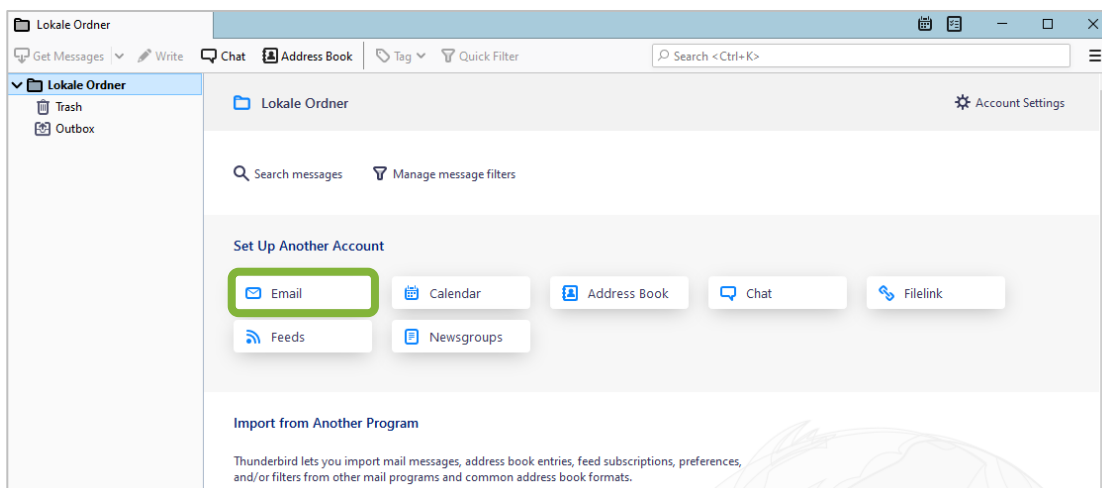 Lokale Ordner
Get Messages Write Chat Address Book Tag Quick Filter Search <Ctrl+K>
Lokale Ordner
Trash
Outbox
Lokale Ordner Account Settings
Search messages Manage message filters
Set Up Another Account
Email Calendar Address Book Chat Filelink
Feeds Newsgroups
Import from Another Program
Thunderbird lets you import mail messages, address book entries, feed subscriptions, preferences,
and/or filters from other mail programs and common address book formats.